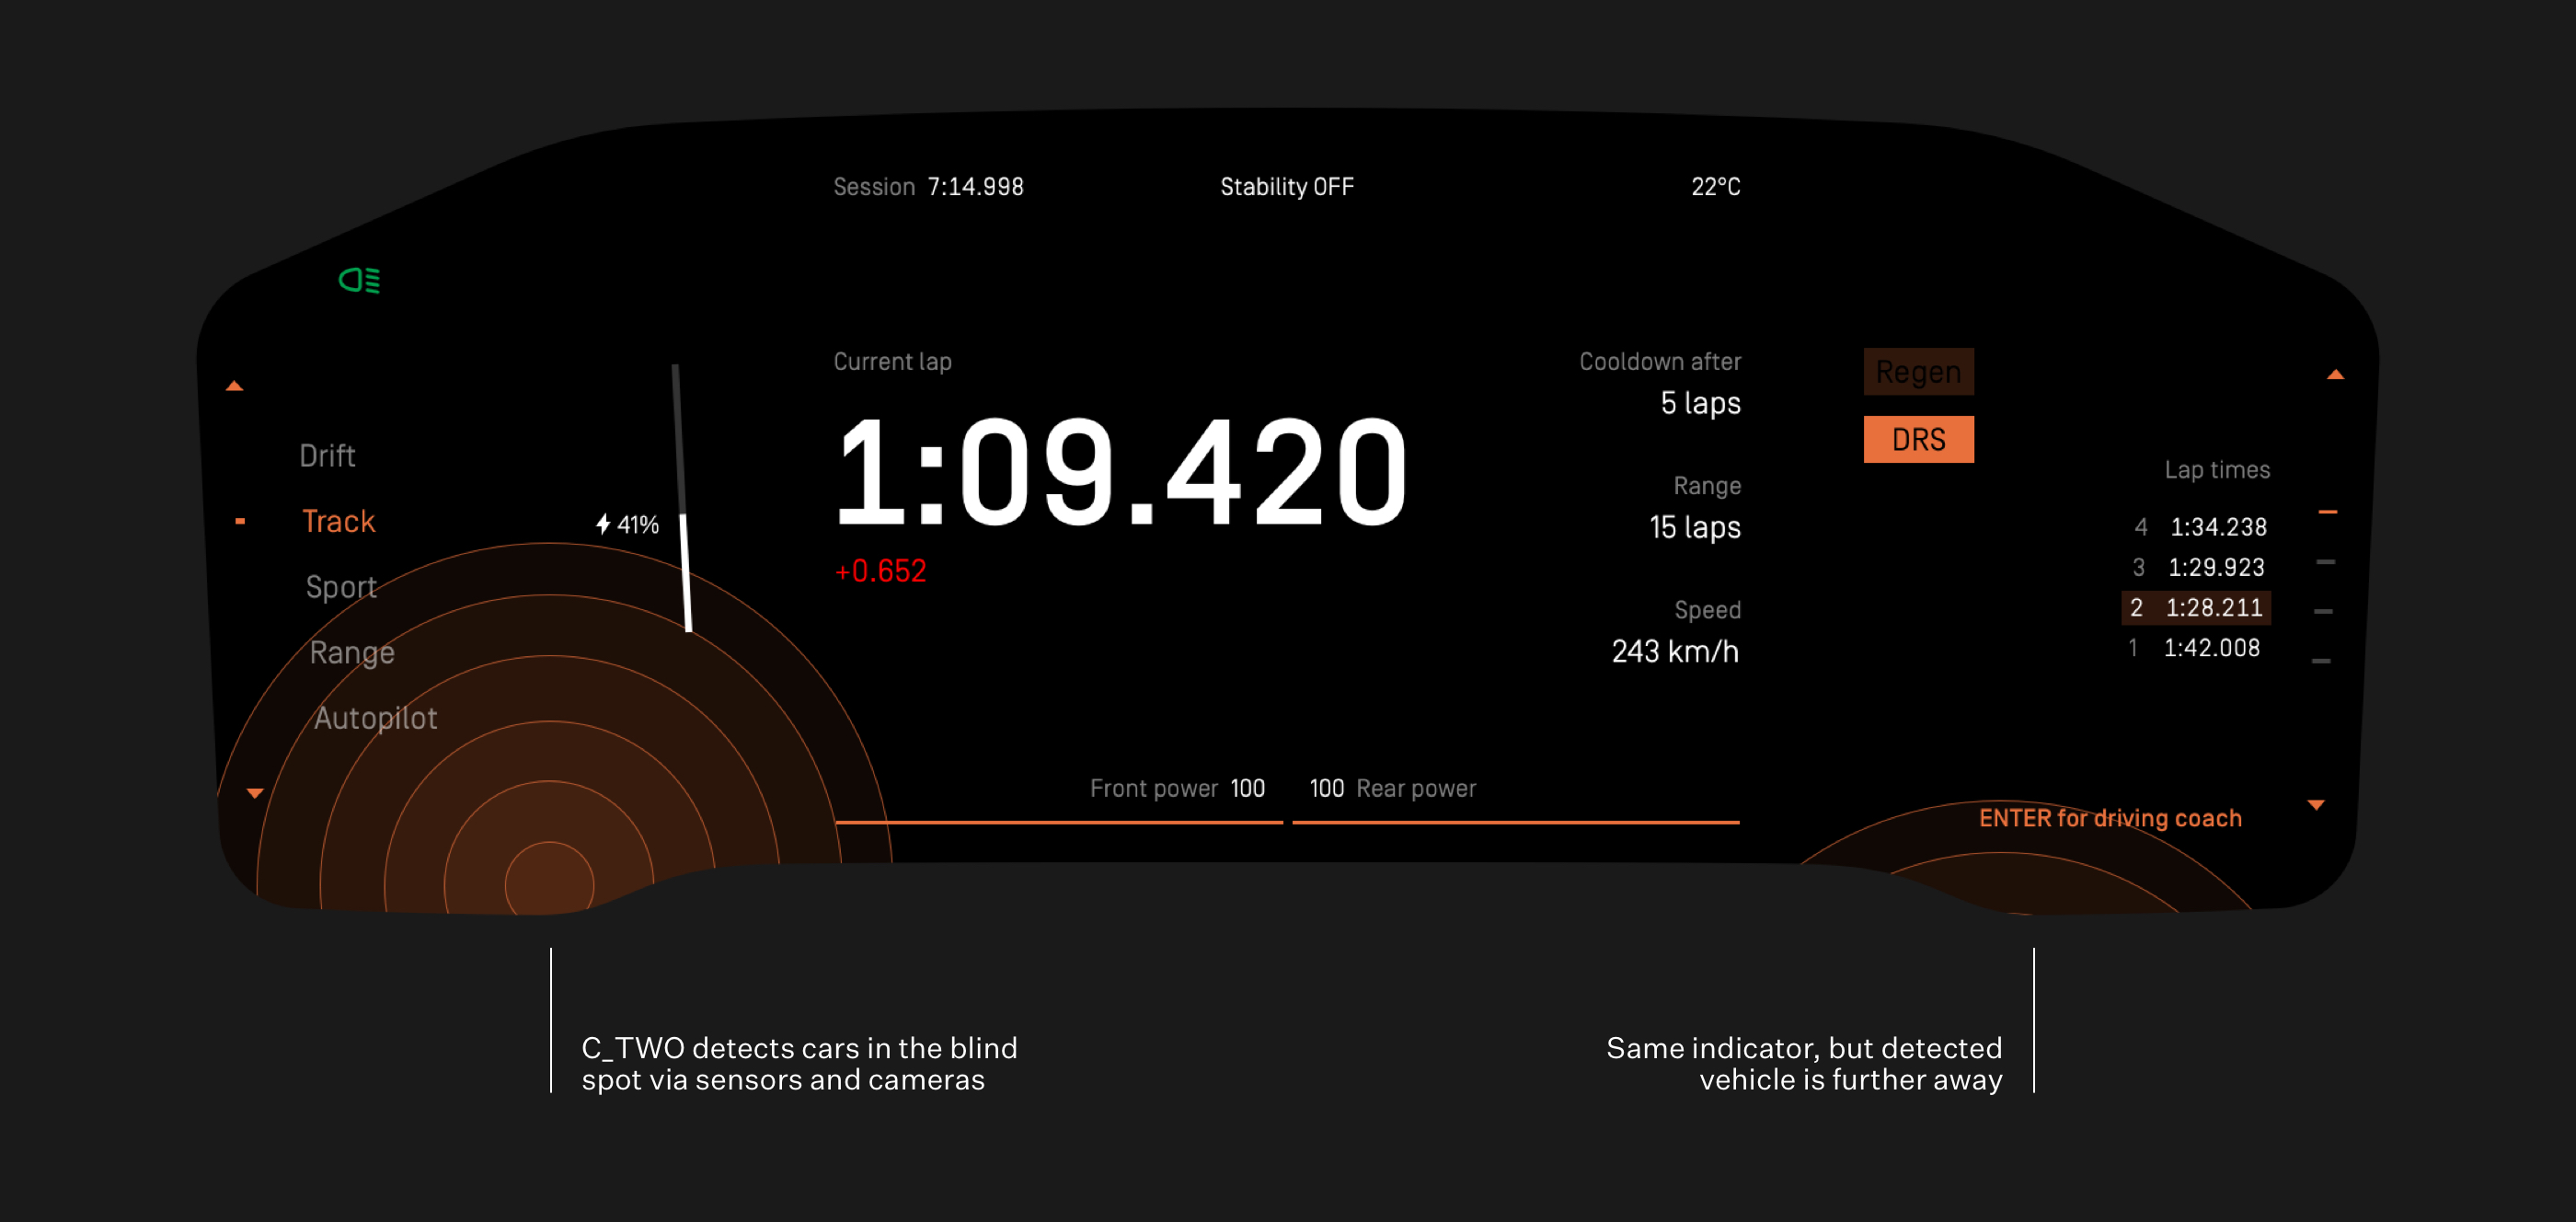 Session 7:14.998
Stability OFF
22°C
Drift
Track
Sport
Range
Autopilot
41%
Current lap
1:09.420
+0.652
Cooldown after
5 laps
Range
15 laps
Speed
243 km/h
Regen
DRS
Lap times
4 1:34.238
3 1:29.923
2 1:28.211
1 1:42.008
Front power 100
100 Rear power
ENTER for driving coach
C_TWO detects cars in the blind
spot via sensors and cameras
Same indicator, but detected
vehicle is further away